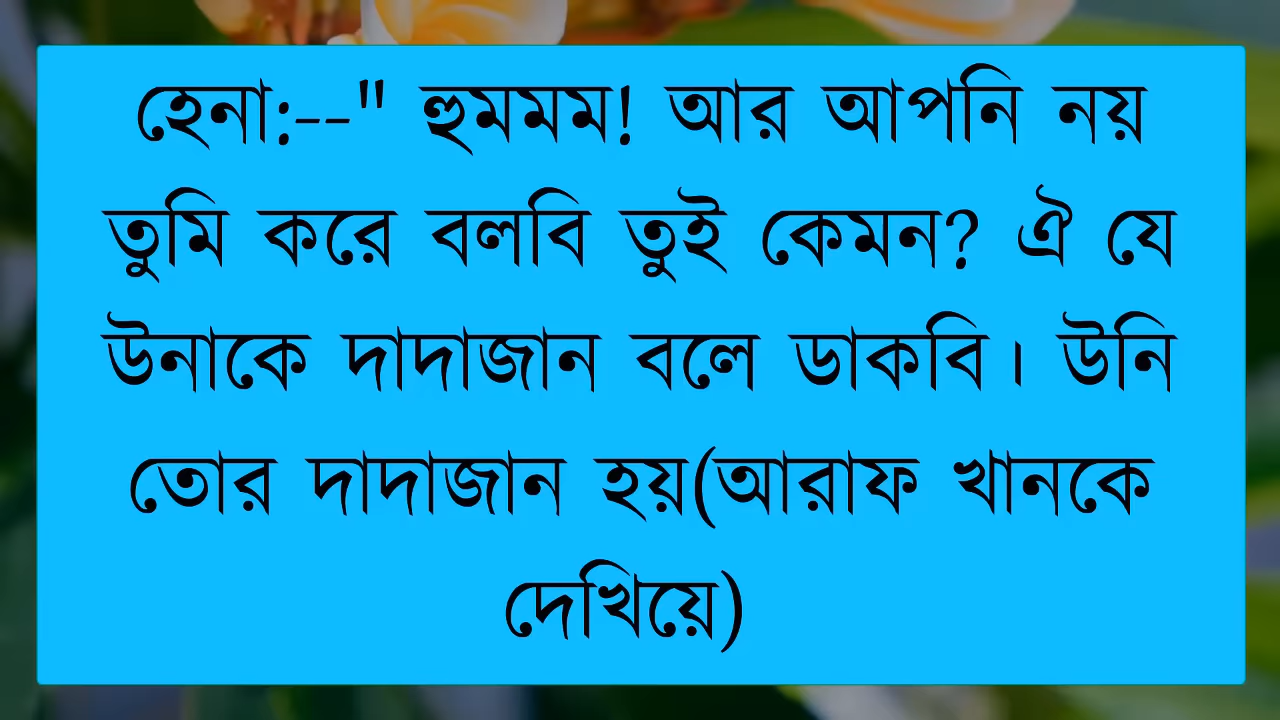 হেনা:--" হুমমম! আর আপনি নয়
তুমি করে বলবি তুই কেমন? ঐ যে
উনাকে দাদাজান বলে ডাকবি। উনি
তোর দাদাজান হয়(আরাফ খানকে
দেখিয়ে)